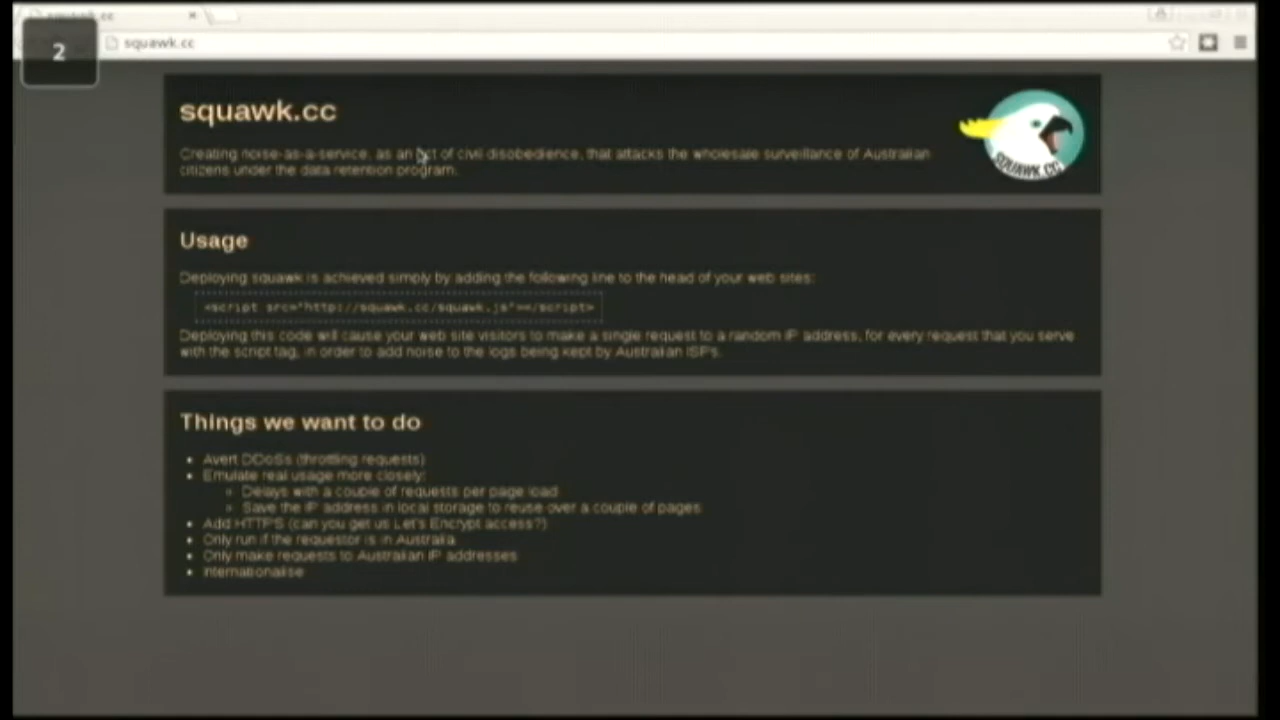 squawk.cc
2
squawk.cc
squawk.cc
Creating noise-as-a-service, as an act of civil disobedience, that attacks the wholesale surveillance of Australian
citizens under the data retention program.
SQUAWK.CC
Usage
Deploying squawk is achieved simply by adding the following line to the head of your web sites:
<script src="http://squawk.cc/squawk.js"></script>
Deploying this code will cause your web site visitors to make a single request to a random IP address, for every request that you serve
with the script tag, in order to add noise to the logs being kept by Australian ISPs.
Things we want to do
• Avert DDoSs (throttling requests)
• Emulate real usage more closely:
◦ Delays with a couple of requests per page load
◦ Save the IP address in local storage to reuse over a couple of pages
• Add HTTPS (can you get us Let's Encrypt access?)
• Only run if the requestor is in Australia
• Only make requests to Australian IP addresses
• Internationalise